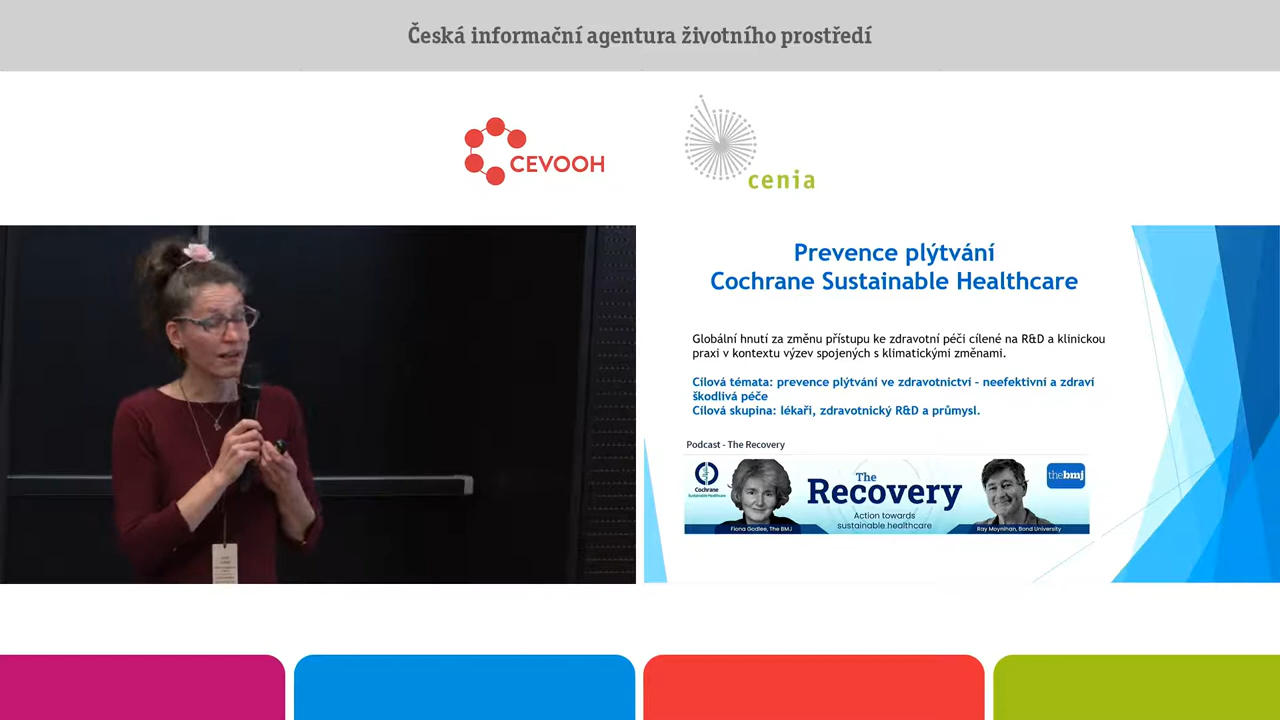 Česká informační agentura životního prostředí
CEVOOH
cenia
Prevence plýtvání
Cochrane Sustainable Healthcare
Globální hnutí za změnu přístupu ke zdravotní péči cílené na R&D a klinickou
praxi v kontextu výzev spojených s klimatickými změnami.
Cílová témata: prevence plýtvání ve zdravotnictví – neefektivní a zdraví
škodlivá péče
Cílová skupina: lékaři, zdravotnický R&D a průmysl.
Podcast - The Recovery
Cochrane
Sustainable Healthcare
The
Recovery
Action towards
sustainable healthcare
thebmj
Fiona Godlee, The BMJ
Ray Moynihan, Bond University